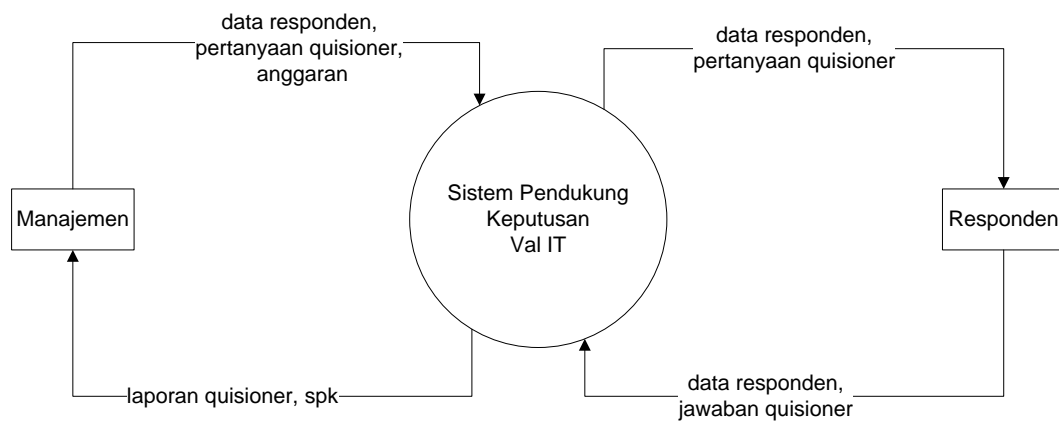 data responden,
pertanyaan quisioner,
anggaran
data responden,
pertanyaan quisioner
Manajemen
Sistem Pendukung
Keputusan
Val IT
Responden
laporan quisioner, spk
data responden,
jawaban quisioner